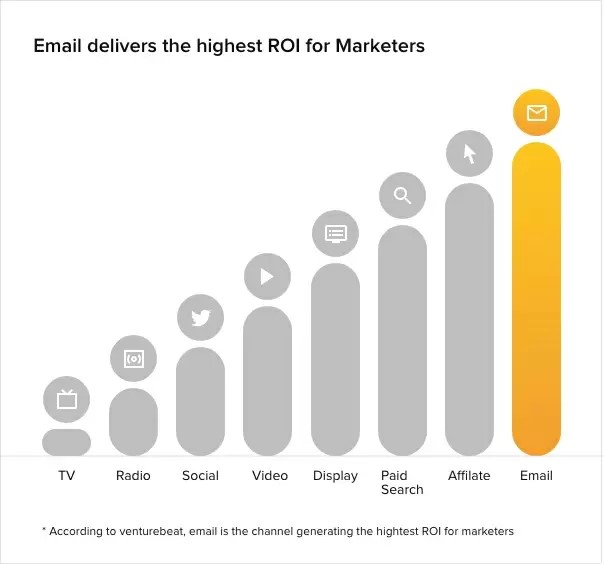 Email delivers the highest ROI for Marketers
TV
Radio
Social
Video
Display
Paid
Search
Affilate
Email
* According to venturebeat, email is the channel generating the hightest ROI for marketers